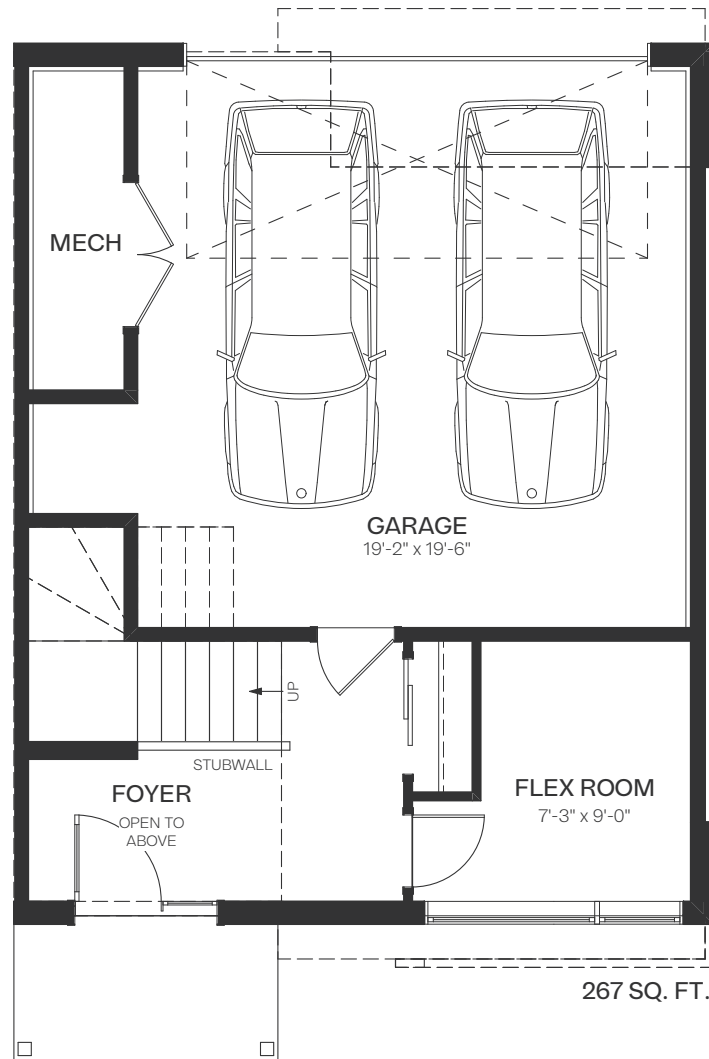 MECH
GARAGE
19'-2" x 19'-6"
UP
STUBWALL
FOYER
OPEN TO
ABOVE
FLEX ROOM
7'-3" x 9'-0"
267 SQ. FT.